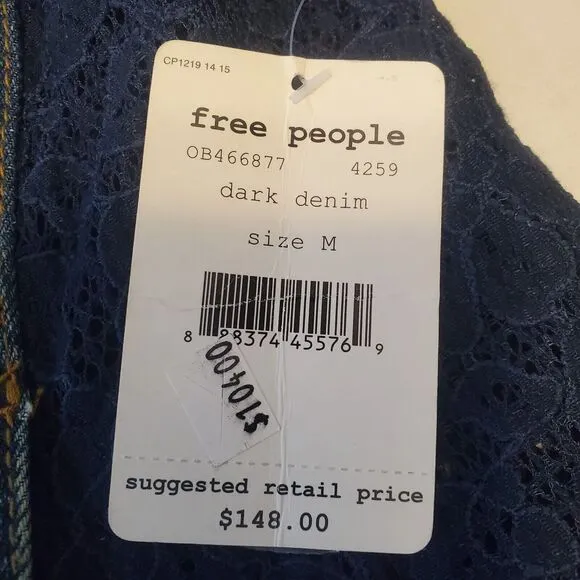 CP1219 14 15
free people
OB466877 4259
dark denim
size M
8 88374 45576 9
$104.00
suggested retail price
$148.00